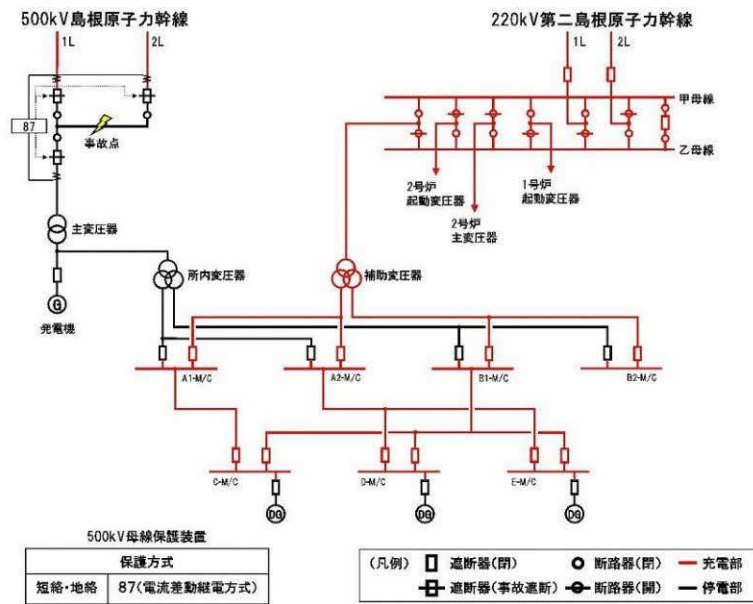 500kV島根原子力幹線
1L
2L
87
事故点
主変圧器
G
発電機
所内変圧器
220kV第二島根原子力幹線
1L
2L
甲母線
乙母線
2号炉
起動変圧器
2号炉
主変圧器
1号炉
起動変圧器
補助変圧器
A1-M/C
A2-M/C
B1-M/C
B2-M/C
C-M/C
D-M/C
E-M/C
DG
DG
DG
500kV母線保護装置
保護方式
短絡・地絡
87(電流差動継電方式)
(凡例)
遮断器(閉)
断路器(閉)
充電部
遮断器(事故遮断)
断路器(開)
停電部